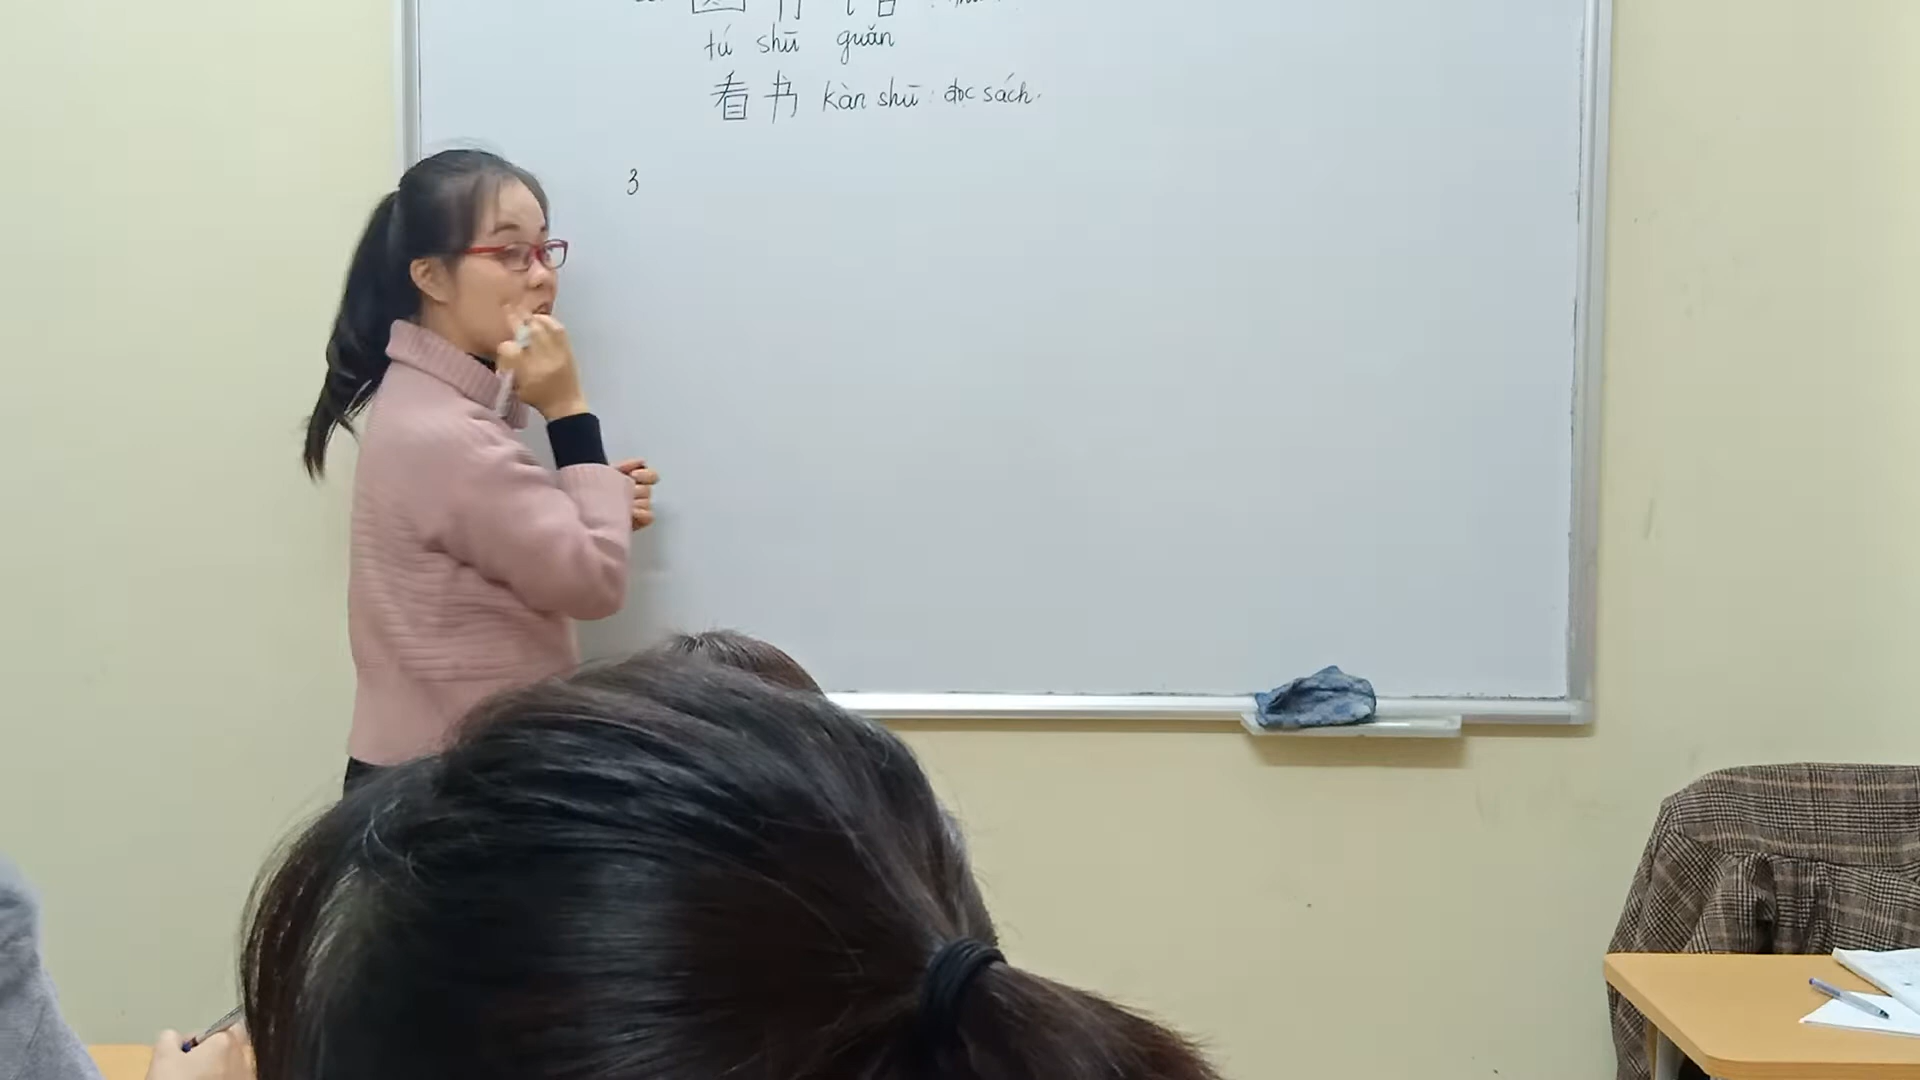 tú shū guǎn
看书 kàn shū : đọc sách.
3